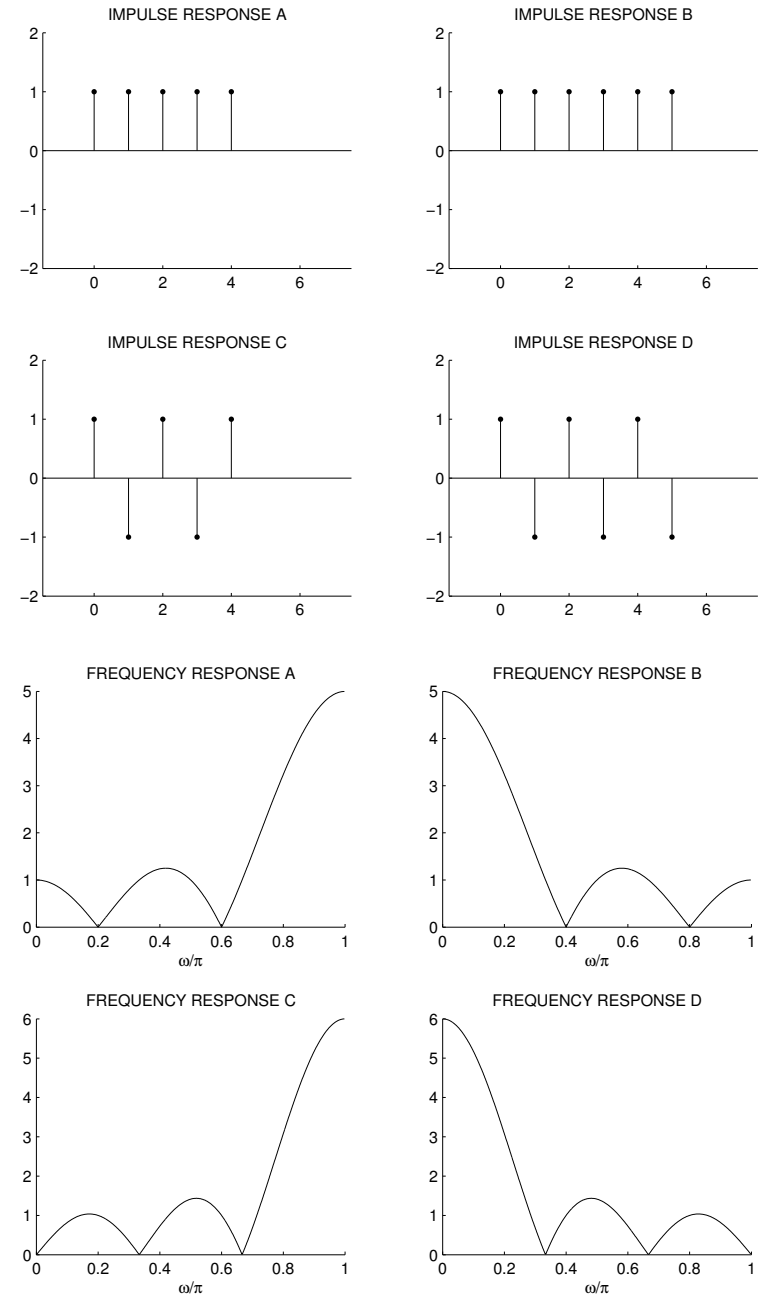 IMPULSE RESPONSE A
2
1
0
−1
−2
0 2 4 6
IMPULSE RESPONSE B
2
1
0
−1
−2
0 2 4 6
IMPULSE RESPONSE C
2
1
0
−1
−2
0 2 4 6
IMPULSE RESPONSE D
2
1
0
−1
−2
0 2 4 6
FREQUENCY RESPONSE A
5
4
3
2
1
0
0 0.2 0.4 0.6 0.8 1
ω/π
FREQUENCY RESPONSE B
5
4
3
2
1
0
0 0.2 0.4 0.6 0.8 1
ω/π
FREQUENCY RESPONSE C
6
5
4
3
2
1
0
0 0.2 0.4 0.6 0.8 1
ω/π
FREQUENCY RESPONSE D
6
5
4
3
2
1
0
0 0.2 0.4 0.6 0.8 1
ω/π